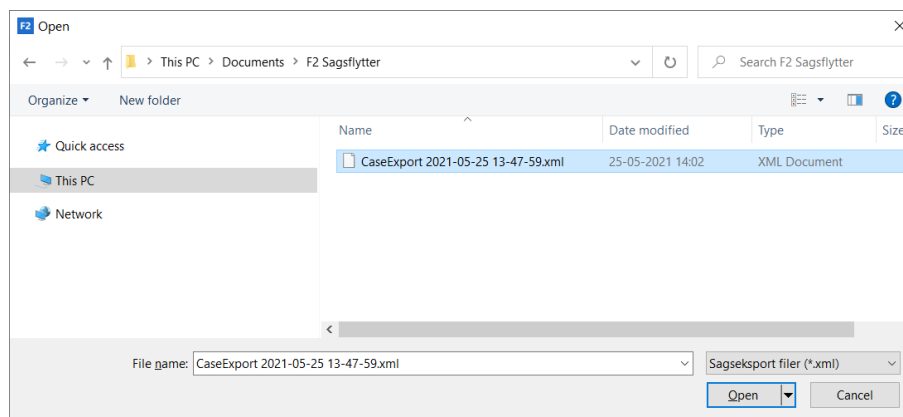 F2 Open
This PC > Documents > F2 Sagsflytter
Search F2 Sagsflytter
Organize
New folder
?
Name
Date modified
Type
Size
Quick access
CaseExport 2021-05-25 13-47-59.xml
25-05-2021 14:02
XML Document
This PC
Network
File name:
CaseExport 2021-05-25 13-47-59.xml
Sagseksport filer (*.xml)
Open
Cancel